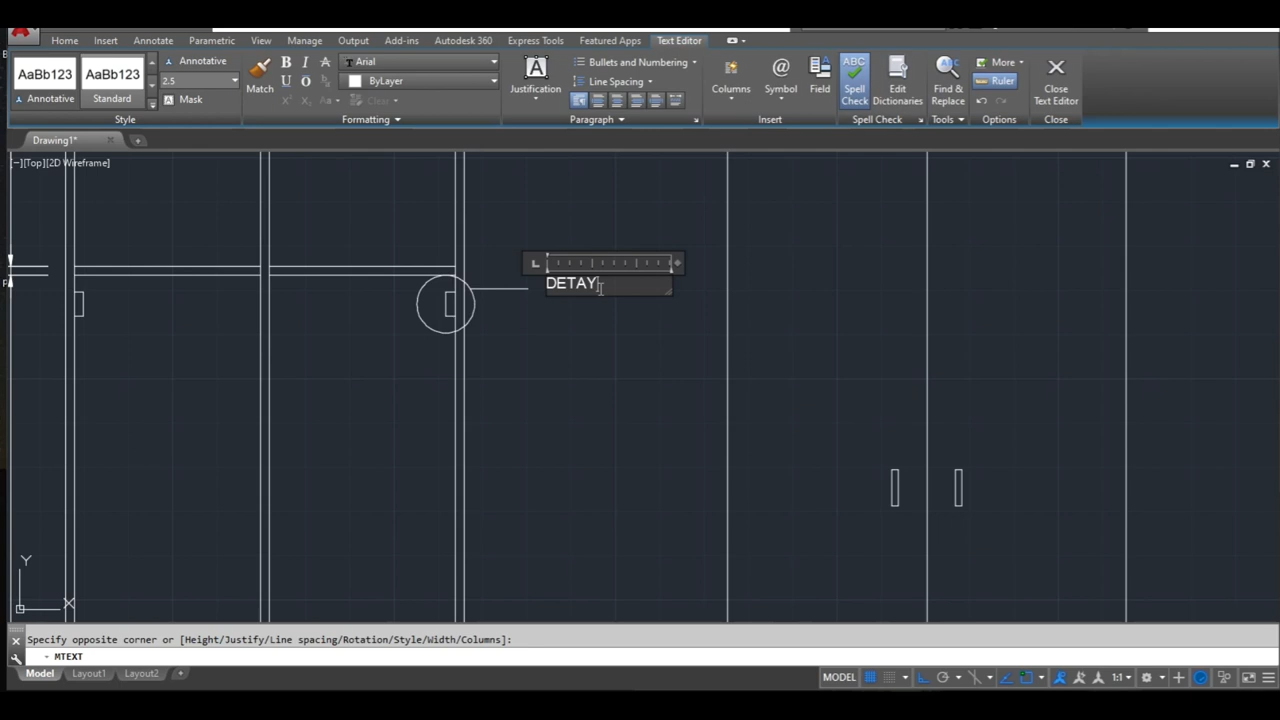 Home Insert Annotate Parametric View Manage Output Add-ins Autodesk 360 Express Tools Featured Apps Text Editor
AaBb123 AaBb123 Annotative Arial Bullets and Numbering More
2.5 ByLayer Line Spacing Ruler
Annotative Standard Mask Match Aa Clear Justification Columns Symbol Field Spell Check Edit Dictionaries Find & Replace Close Text Editor
Style Formatting Paragraph Insert Spell Check Tools Options Close
Drawing1*
[−][Top][2D Wireframe]
DETAY
Y
X
Specify opposite corner or [Height/Justify/Line spacing/Rotation/Style/Width/Columns]:
MTEXT
Model Layout1 Layout2 + MODEL 1:1